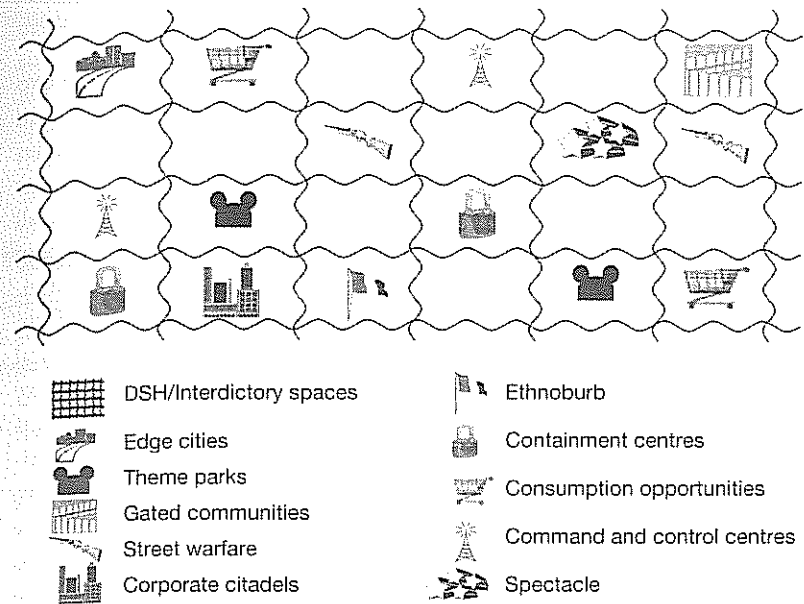 DSH/Interdictory spaces
Edge cities
Theme parks
Gated communities
Street warfare
Corporate citadels
Ethnoburb
Containment centres
Consumption opportunities
Command and control centres
Spectacle